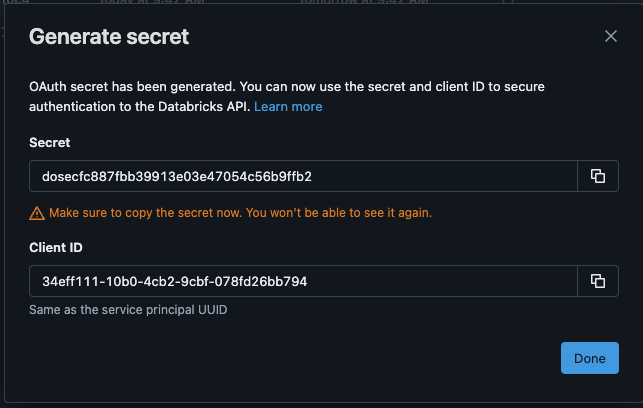 Generate secret
OAuth secret has been generated. You can now use the secret and client ID to secure
authentication to the Databricks API. Learn more
Secret
dosecfc887fbb39913e03e47054c56b9ffb2
Make sure to copy the secret now. You won't be able to see it again.
Client ID
34eff111-10b0-4cb2-9cbf-078fd26bb794
Same as the service principal UUID
Done